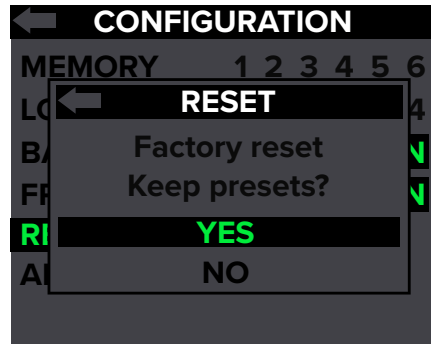 CONFIGURATION
MEMORY 1 2 3 4 5 6
RESET
Factory reset
Keep presets?
YES
NO